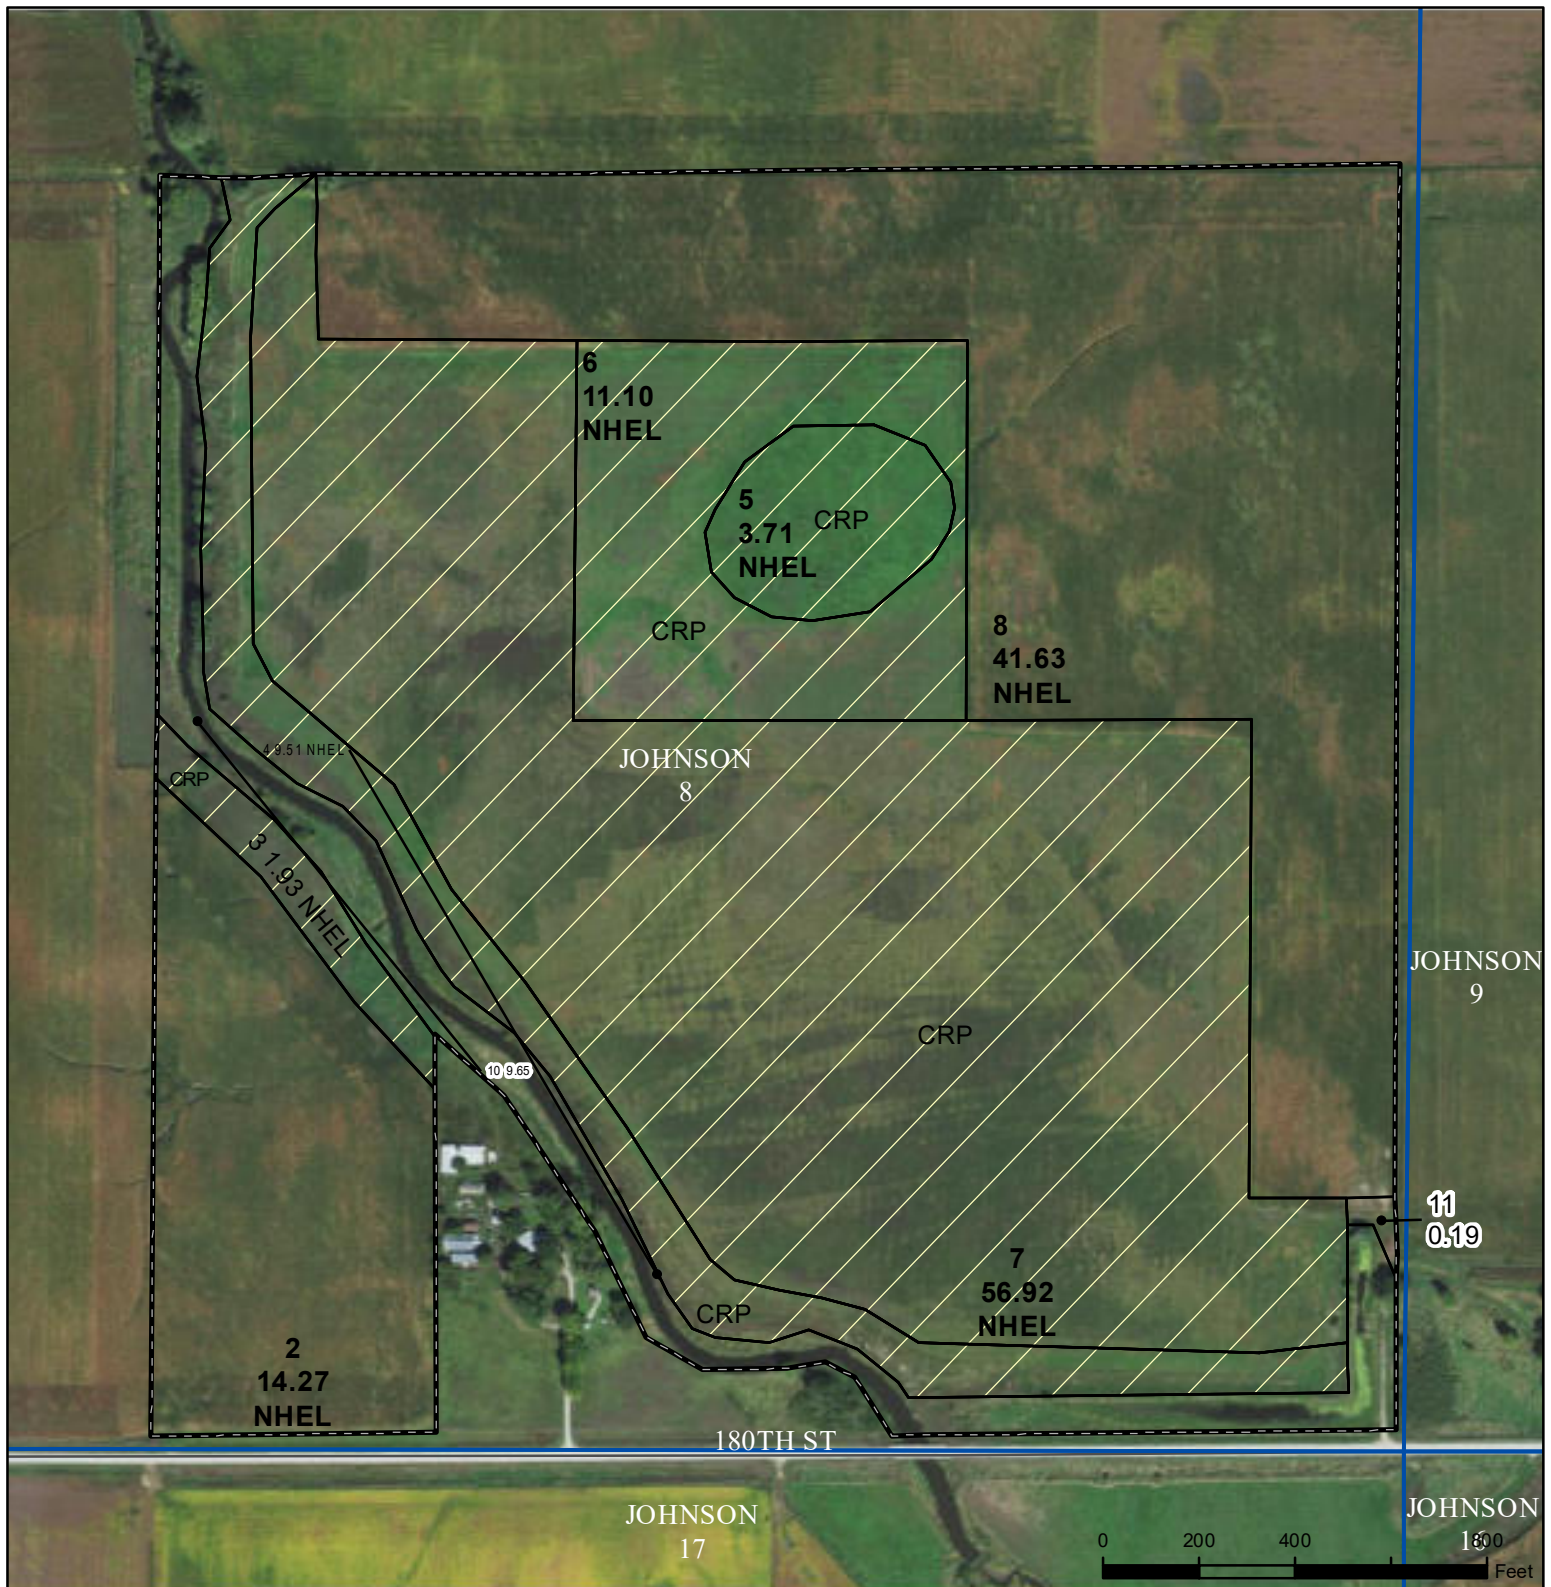 6
11.10
NHEL
5
3.71
NHEL
CRP
CRP
8
41.63
NHEL
4 9.51 NHEL
JOHNSON
8
CRP
3 1.93 NHEL
JOHNSON
9
CRP
10 9.65
11
0.19
7
56.92
NHEL
CRP
2
14.27
NHEL
180TH ST
JOHNSON
17
JOHNSON
16
0 200 400 800
Feet